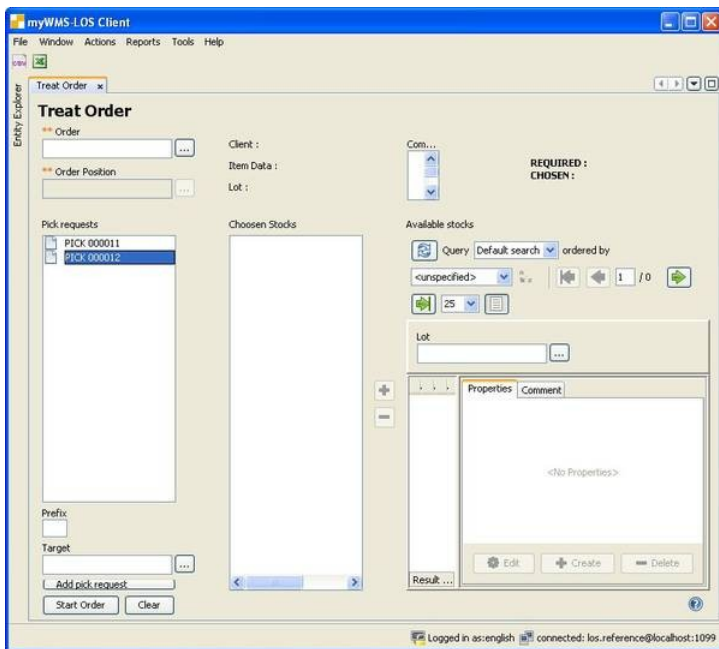 myWMS-LOS Client
File Window Actions Reports Tools Help
CSV
Entity Explorer
Treat Order x
Treat Order
** Order
...
Client :
Com...
REQUIRED :
CHOSEN :
** Order Position
...
Item Data :
Lot :
Pick requests
Choosen Stocks
Available stocks
PICK 000011
PICK 000012
Query Default search ordered by
<unspecified> 1 / 0
25
Lot
...
Properties Comment
<No Properties>
Prefix
Target
...
Add pick request
Start Order Clear
Result ...
Edit Create Delete
Logged in as:english connected: los.reference@localhost:1099